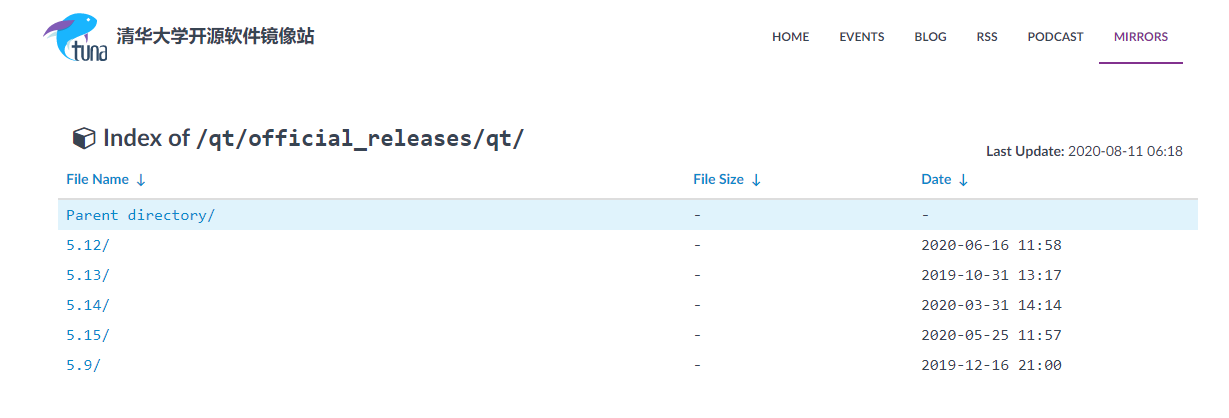 tuna 清华大学开源软件镜像站 HOME EVENTS BLOG RSS PODCAST MIRRORS
Index of /qt/official_releases/qt/
Last Update: 2020-08-11 06:18
File Name ↓ File Size ↓ Date ↓
Parent directory/ - -
5.12/ - 2020-06-16 11:58
5.13/ - 2019-10-31 13:17
5.14/ - 2020-03-31 14:14
5.15/ - 2020-05-25 11:57
5.9/ - 2019-12-16 21:00